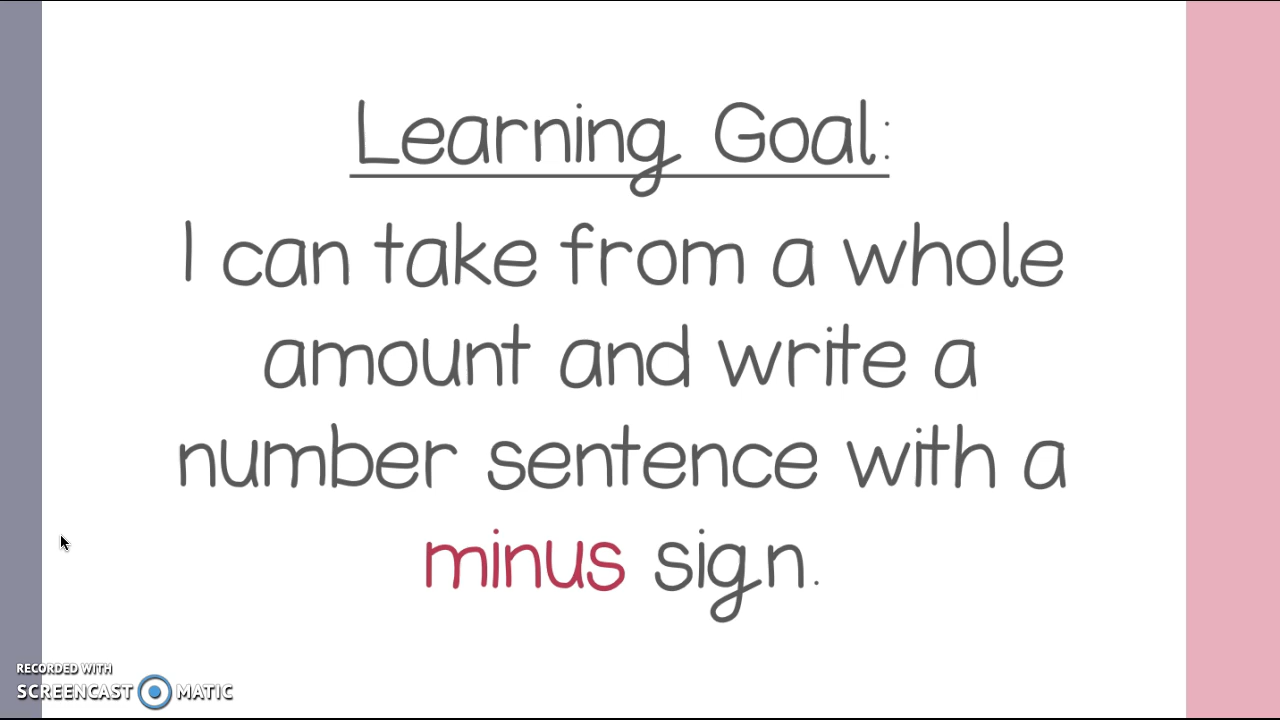 Learning Goal:
I can take from a whole
amount and write a
number sentence with a
minus sign.
RECORDED WITH
SCREENCAST MATIC